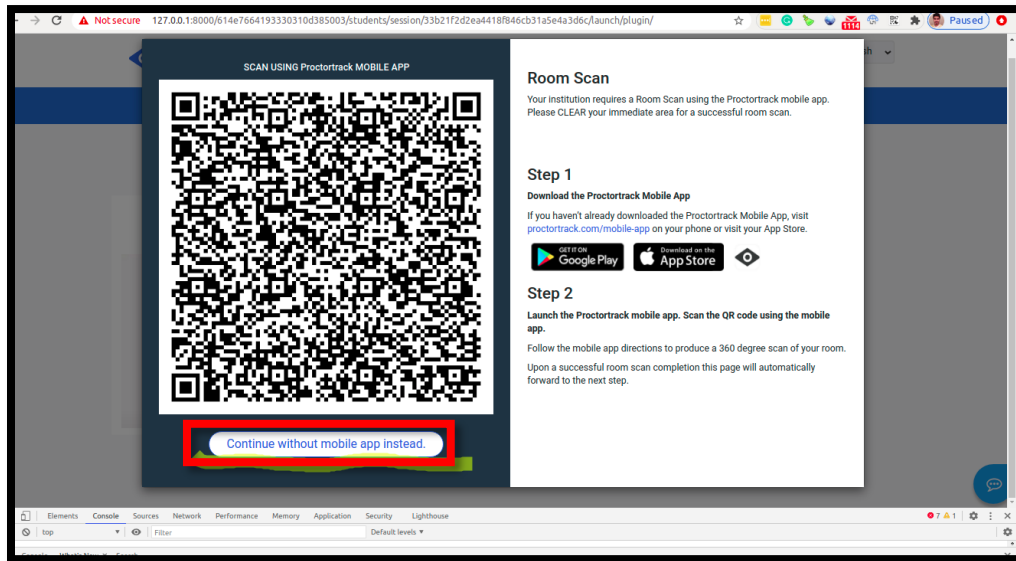 Not secure
127.0.0.1:8000/614e7664193330310d385003/students/session/33b21f2d2ea4418f846cb31a5e4a3d6c/launch/plugin/
1114
Paused
SCAN USING Proctortrack MOBILE APP
Continue without mobile app instead.
Room Scan
Your institution requires a Room Scan using the Proctortrack mobile app.
Please CLEAR your immediate area for a successful room scan.
Step 1
Download the Proctortrack Mobile App
If you haven't already downloaded the Proctortrack Mobile App, visit
proctortrack.com/mobile-app on your phone or visit your App Store.
GET IT ON
Google Play
Download on the
App Store
Step 2
Launch the Proctortrack mobile app. Scan the QR code using the mobile
app.
Follow the mobile app directions to produce a 360 degree scan of your room.
Upon a successful room scan completion this page will automatically
forward to the next step.
Elements Console Sources Network Performance Memory Application Security Lighthouse
7 1
top
Filter
Default levels